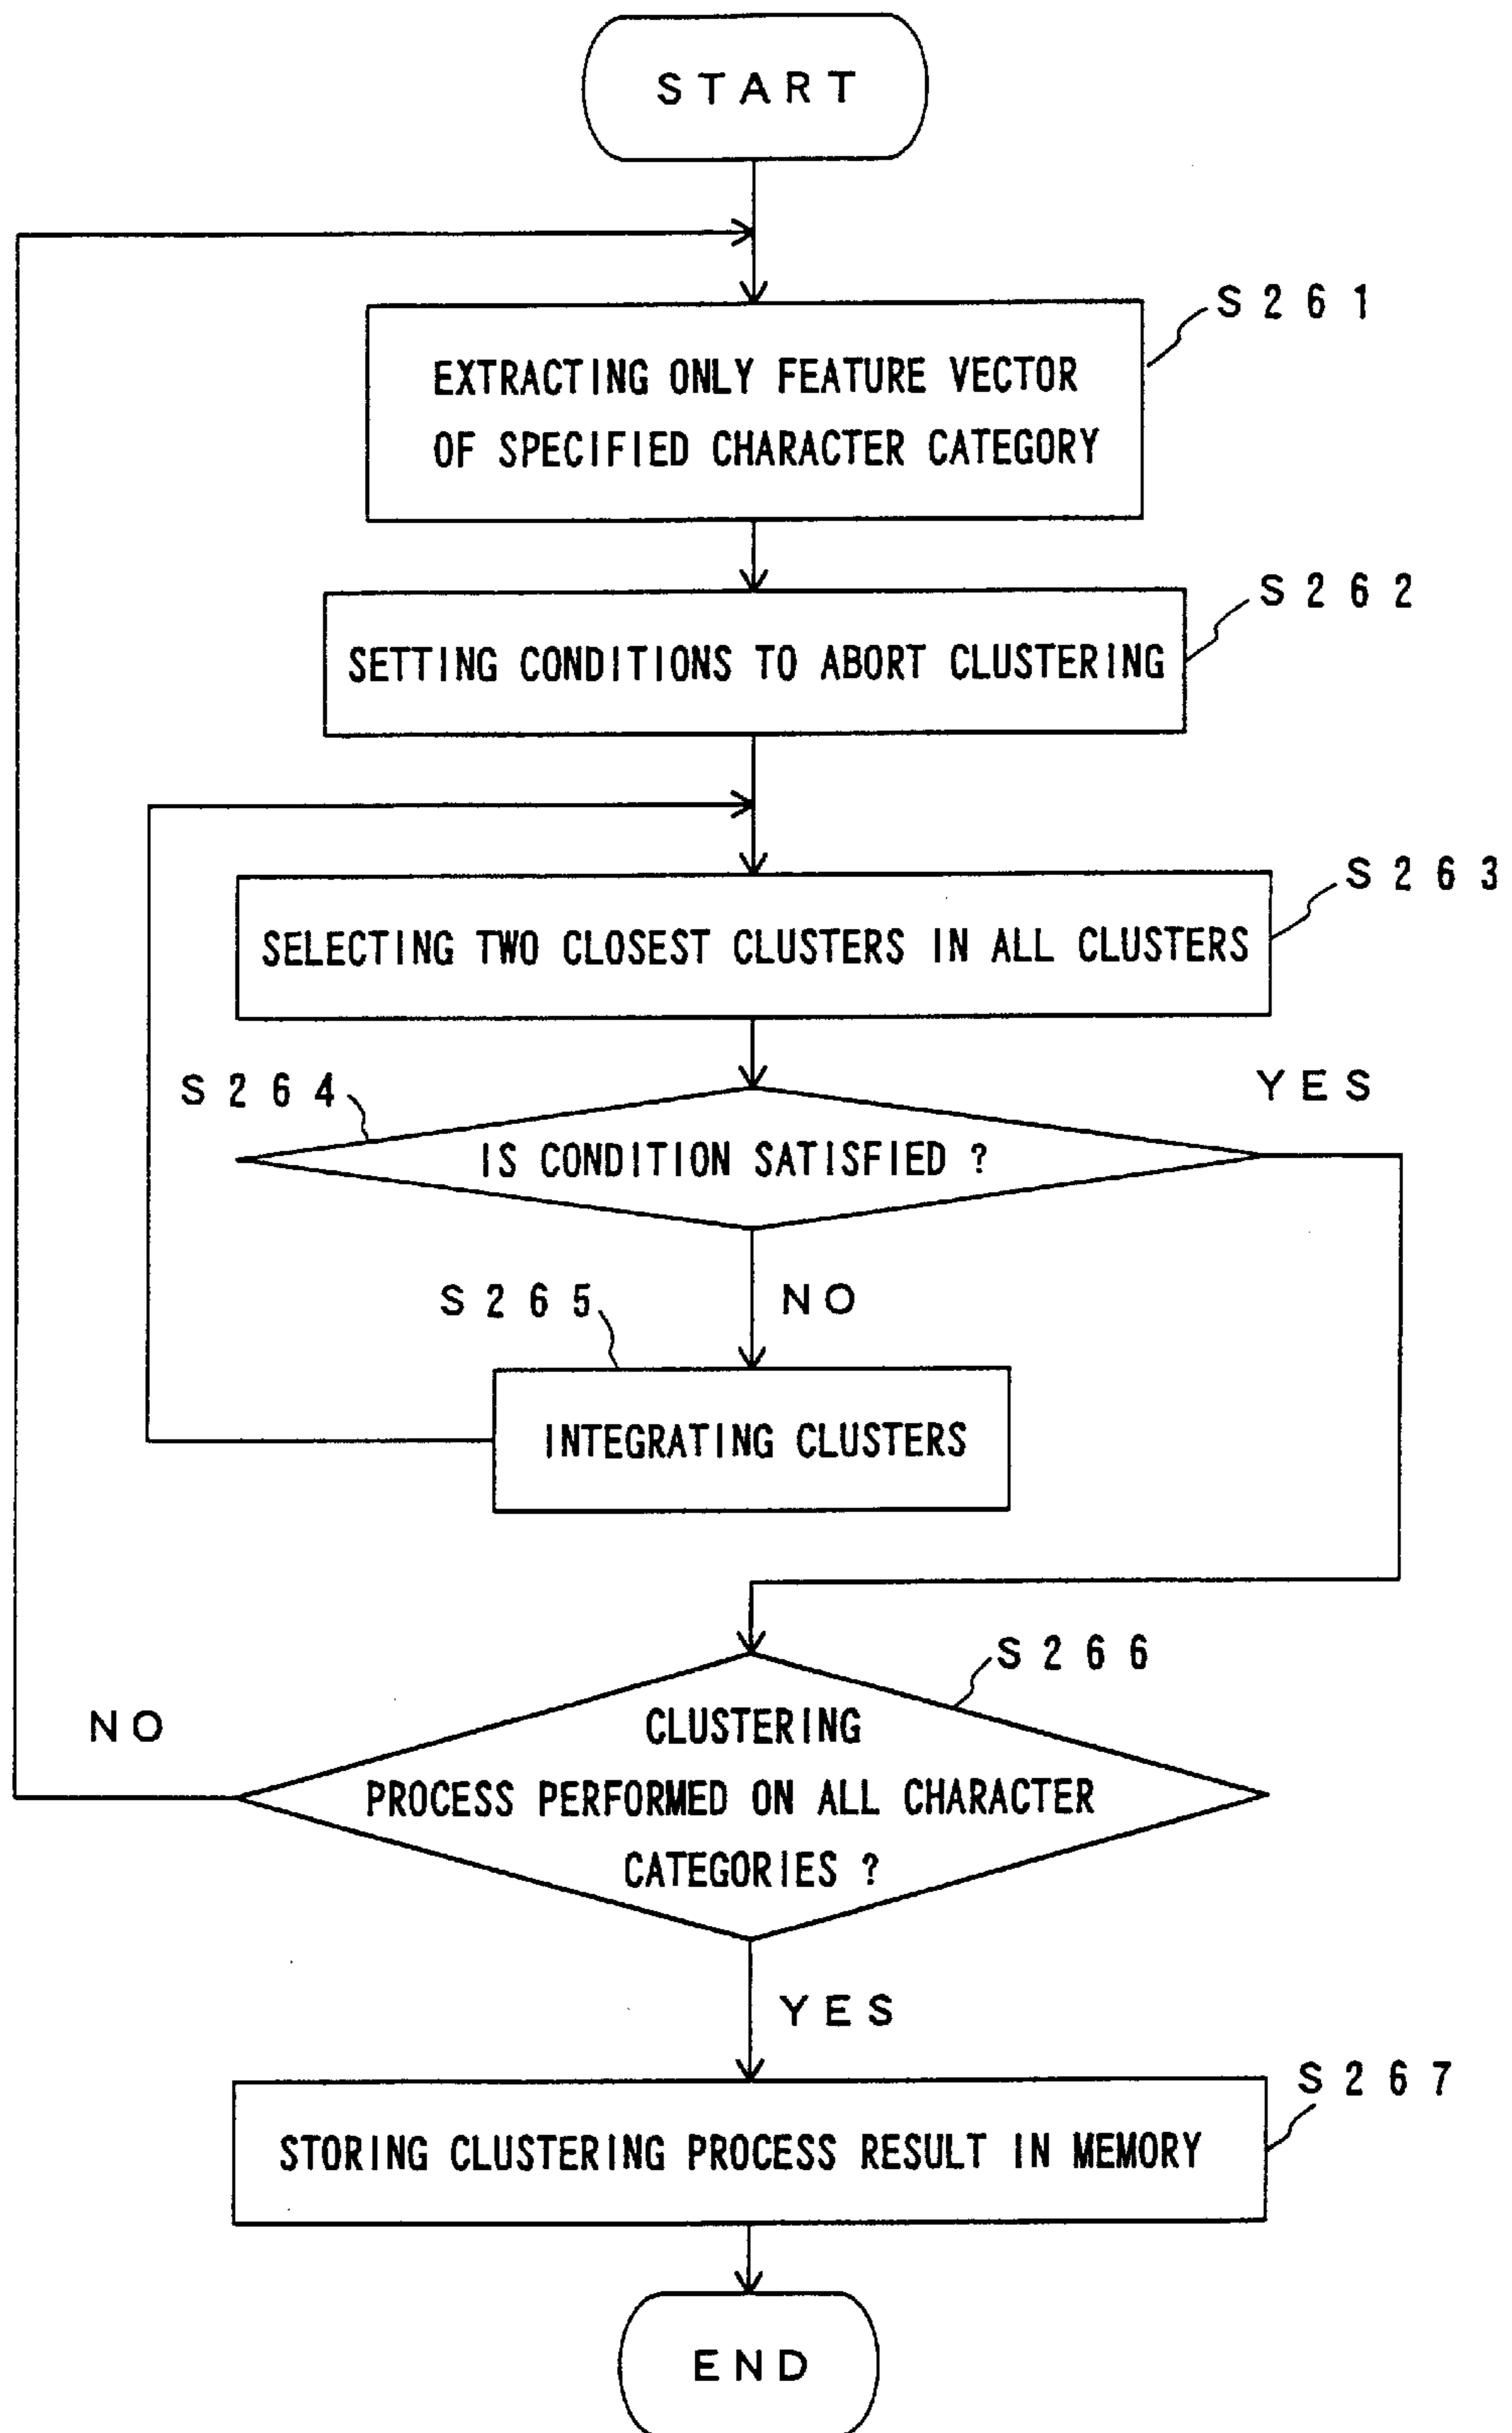 START
S261
EXTRACTING ONLY FEATURE VECTOR
OF SPECIFIED CHARACTER CATEGORY
S262
SETTING CONDITIONS TO ABORT CLUSTERING
S263
SELECTING TWO CLOSEST CLUSTERS IN ALL CLUSTERS
S264
YES
IS CONDITION SATISFIED ?
S265
NO
INTEGRATING CLUSTERS
S266
NO
CLUSTERING
PROCESS PERFORMED ON ALL CHARACTER
CATEGORIES ?
YES
S267
STORING CLUSTERING PROCESS RESULT IN MEMORY
END